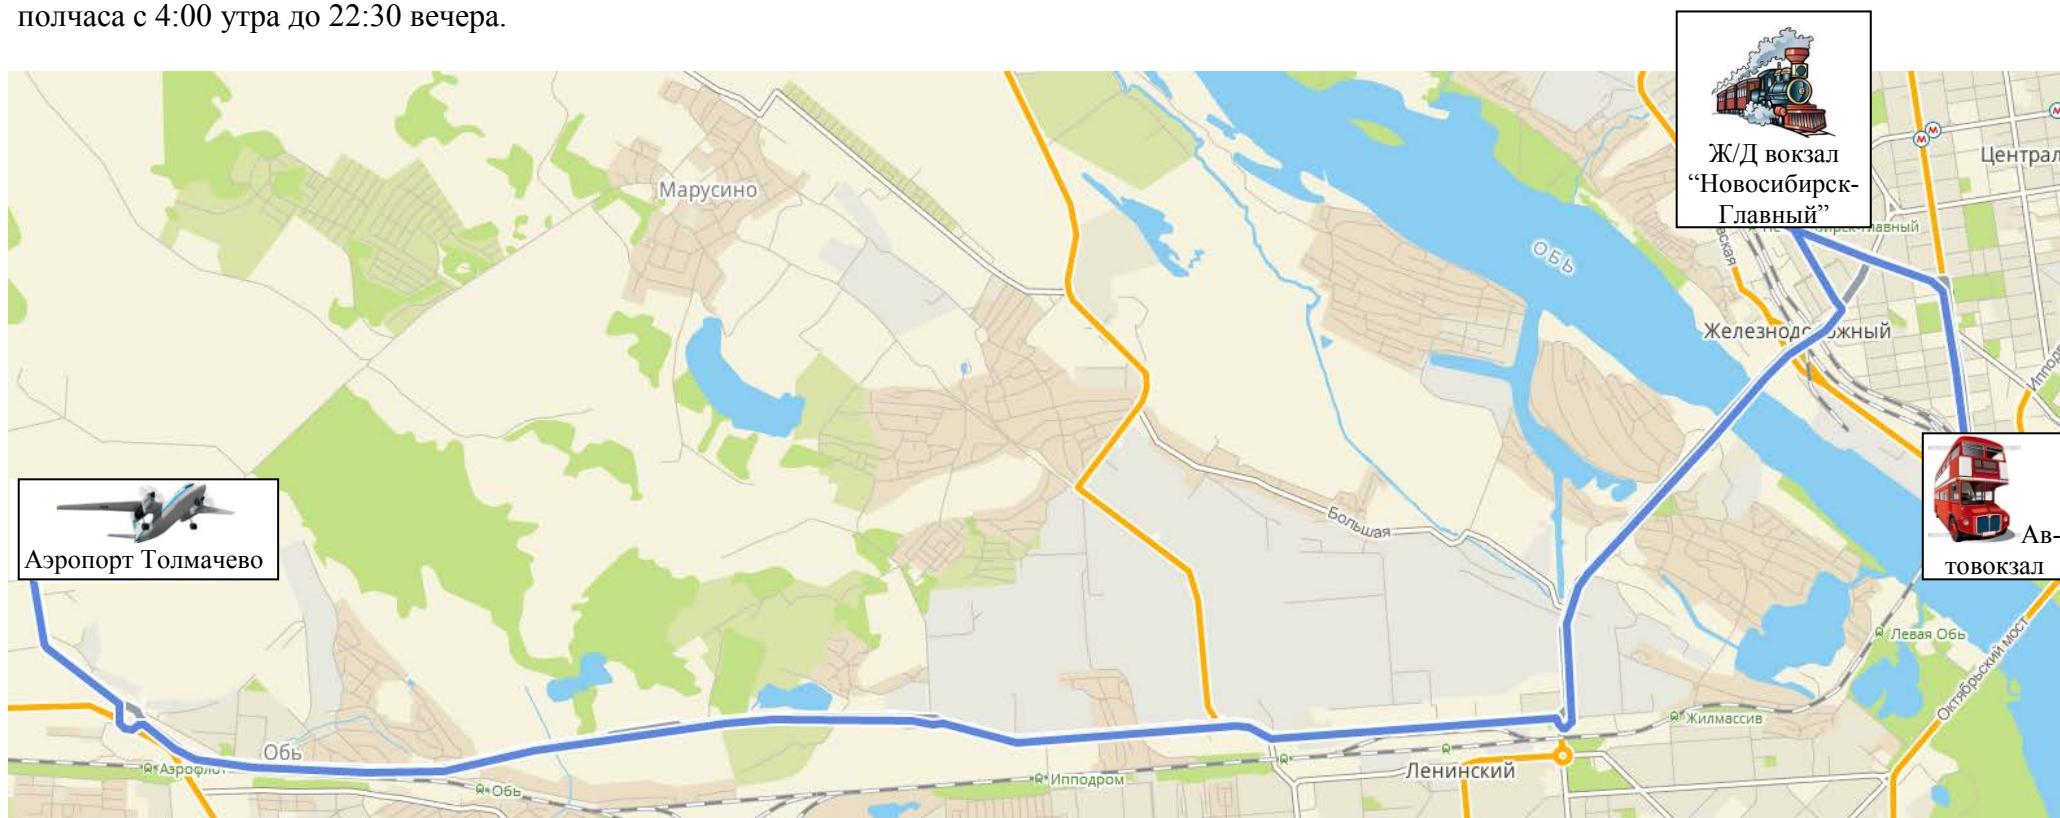 полчаса с 4:00 утра до 22:30 вечера.
Ж/Д вокзал
“Новосибирск-
Главный”
Централ
Марусино
ОБЬ
Железнодо
жный
Большая
Аэропорт Толмачево
Ав-
товокзал
Левая Обь
Октябрьский мост
Жилмассив
Обь
Аэрофлот
Обь
Ипподром
Ленинский
М
М
М